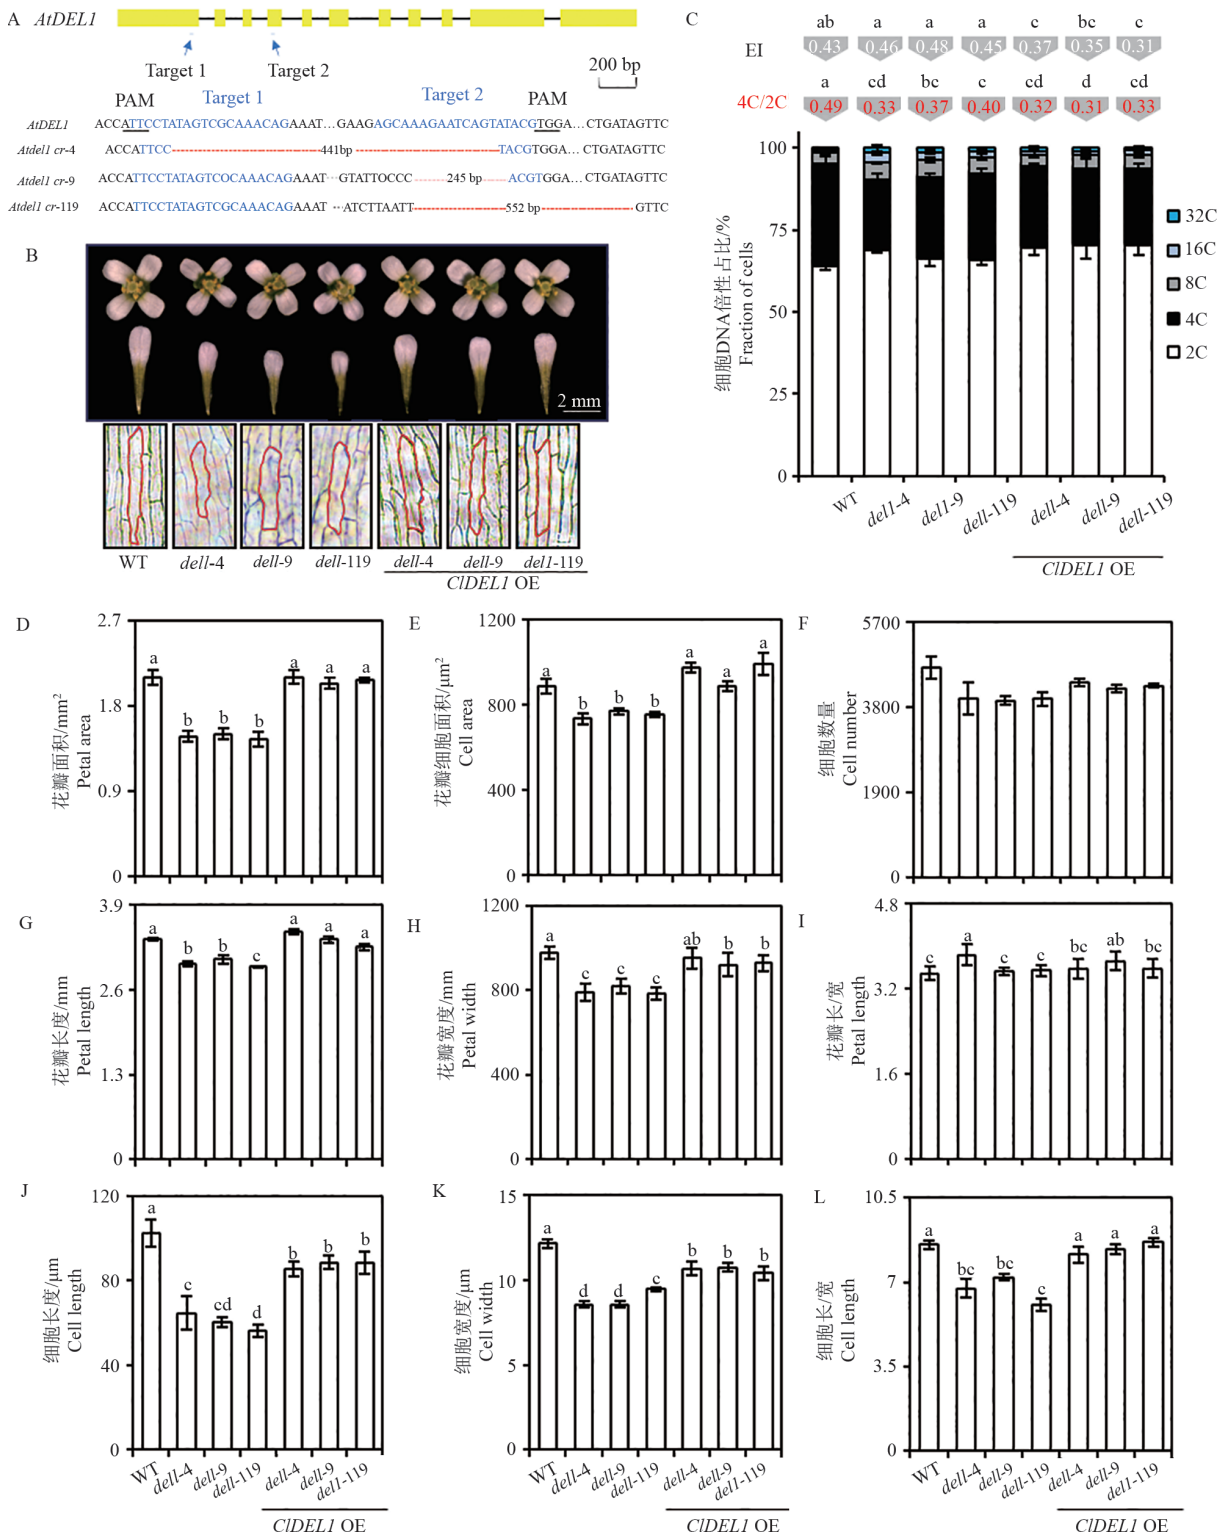 A AtDEL1
Target 1 Target 2
200 bp
PAM Target 1 Target 2 PAM
AtDEL1 ACCATTCCTATAGTCGCAAACAGAAAT…GAAGAGCAAAGAATCAGTATACGTGGA…CTGATAGTTC
Atdel1 cr-4 ACCATTCC 441bp TACGTGGA… CTGATAGTTC
Atdel1 cr-9 ACCATTCCTATAGTCOCAAACAGAAAT …GTATTOCCC 245 bp ACGTGGA… CTGATAGTTC
Atdel1 cr-119 ACCATTCCTATAGTCGCAAACAGAAAT …ATCTTAATT 552 bp GTTC
B
2 mm
WT dell-4 dell-9 dell-119 dell-4 dell-9 del1-119
ClDEL1 OE
C
ab a a a c bc c
EI 0.43 0.46 0.48 0.45 0.37 0.35 0.31
a cd bc c cd d cd
4C/2C 0.49 0.33 0.37 0.40 0.32 0.31 0.33
细胞DNA倍性占比/%
Fraction of cells
100
75
50
25
0
32C
16C
8C
4C
2C
WT del1-4 del1-9 dell-119 dell-4 dell-9 dell-119
ClDEL1 OE
D
花瓣面积/mm²
Petal area
2.7
1.8
0.9
0
a b b b a a a
E
花瓣细胞面积/μm²
Cell area
1200
800
400
0
a b b b a a a
F
细胞数量
Cell number
5700
3800
1900
0
G
花瓣长度/mm
Petal length
3.9
2.6
1.3
0
a b b c a a a
H
花瓣宽度/mm
Petal width
1200
800
400
0
a c c c ab b b
I
花瓣长/宽
Petal length
4.8
3.2
1.6
0
c a c c bc ab bc
J
细胞长度/μm
Cell length
120
80
40
0
a c cd d b b b
WT dell-4 dell-9 del1-119 dell-4 dell-9 del1-119
ClDEL1 OE
K
细胞宽度/μm
Cell width
15
10
5
0
a d d c b b b
WT dell-4 dell-9 dell-119 dell-4 dell-9 del1-119
ClDEL1 OE
L
细胞长/宽
Cell length
10.5
7
3.5
0
a bc bc c a a a
WT dell-4 dell-9 dell-119 dell-4 dell-9 del1-119
ClDEL1 OE